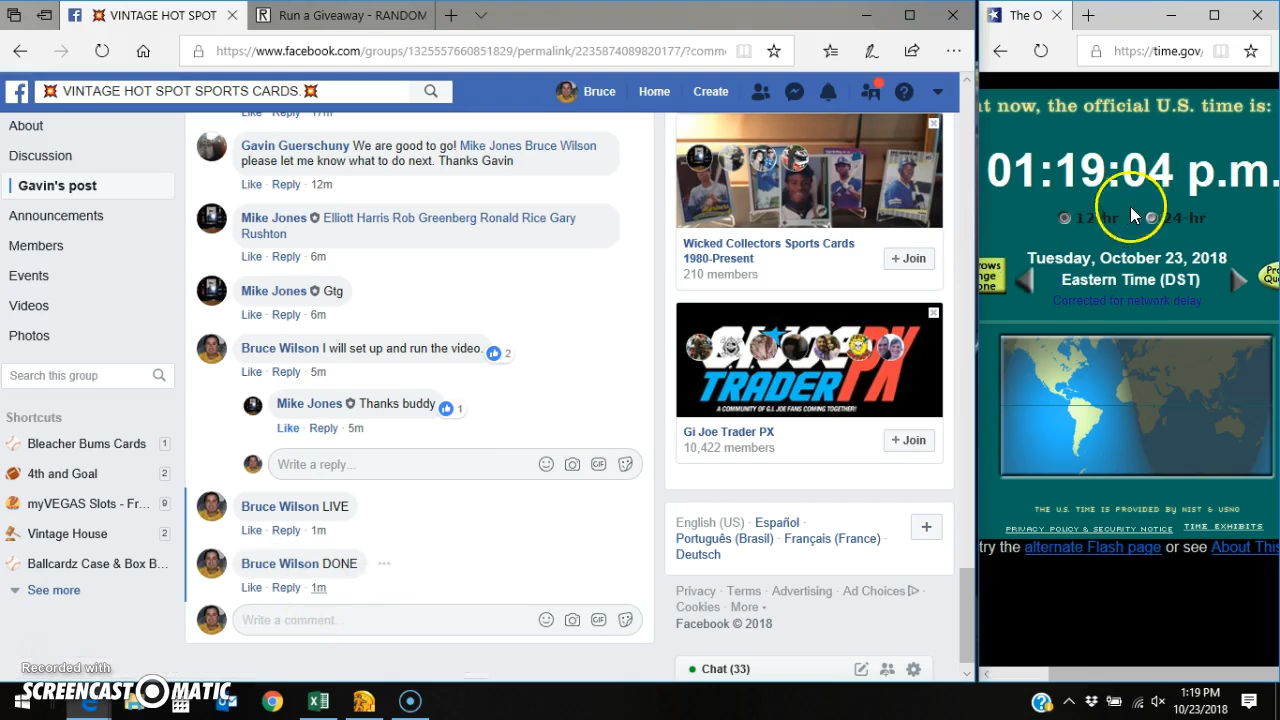 💥 VINTAGE HOT SPOT
Run a Giveaway - RANDOM
The O
https://www.facebook.com/groups/1325557660851829/permalink/2235874089820177/?comme
https://time.gov/
💥 VINTAGE HOT SPOT SPORTS CARDS.💥
Bruce
Home
Create
About
Discussion
Gavin's post
Announcements
Members
Events
Videos
Photos
Search this group
Shortcuts
Bleacher Bums Cards 1
4th and Goal 2
myVEGAS Slots - Fr... 9
Vintage House 2
Ballcardz Case & Box B...
See more
Like · Reply · 17m
Gavin Guerschuny We are good to go! Mike Jones Bruce Wilson
please let me know what to do next. Thanks Gavin
Like · Reply · 12m
Mike Jones Elliott Harris Rob Greenberg Ronald Rice Gary
Rushton
Like · Reply · 6m
Mike Jones Gtg
Like · Reply · 6m
Bruce Wilson I will set up and run the video.
2
Like · Reply · 5m
Mike Jones Thanks buddy
1
Like · Reply · 5m
Write a reply...
Bruce Wilson LIVE
Like · Reply · 1m
Bruce Wilson DONE
Like · Reply · 1m
Write a comment...
Wicked Collectors Sports Cards
1980-Present
210 members
+ Join
G.I. JOE PX
TRADER
A COMMUNITY OF G.I. JOE FANS COMING TOGETHER!
Gi Joe Trader PX
10,422 members
+ Join
English (US) · Español ·
Português (Brasil) · Français (France) ·
Deutsch
Privacy · Terms · Advertising · Ad Choices ·
Cookies · More
Facebook © 2018
Chat (33)
t now, the official U.S. time is:
01:19:04 p.m.
12-hr 24-hr
Tuesday, October 23, 2018
Eastern Time (DST)
Corrected for network delay
THE U.S. TIME IS PROVIDED BY NIST & USNO
PRIVACY POLICY & SECURITY NOTICE TIME EXHIBITS
try the alternate Flash page or see About This
Recorded with
SCREENCAST MATIC
1:19 PM
10/23/2018